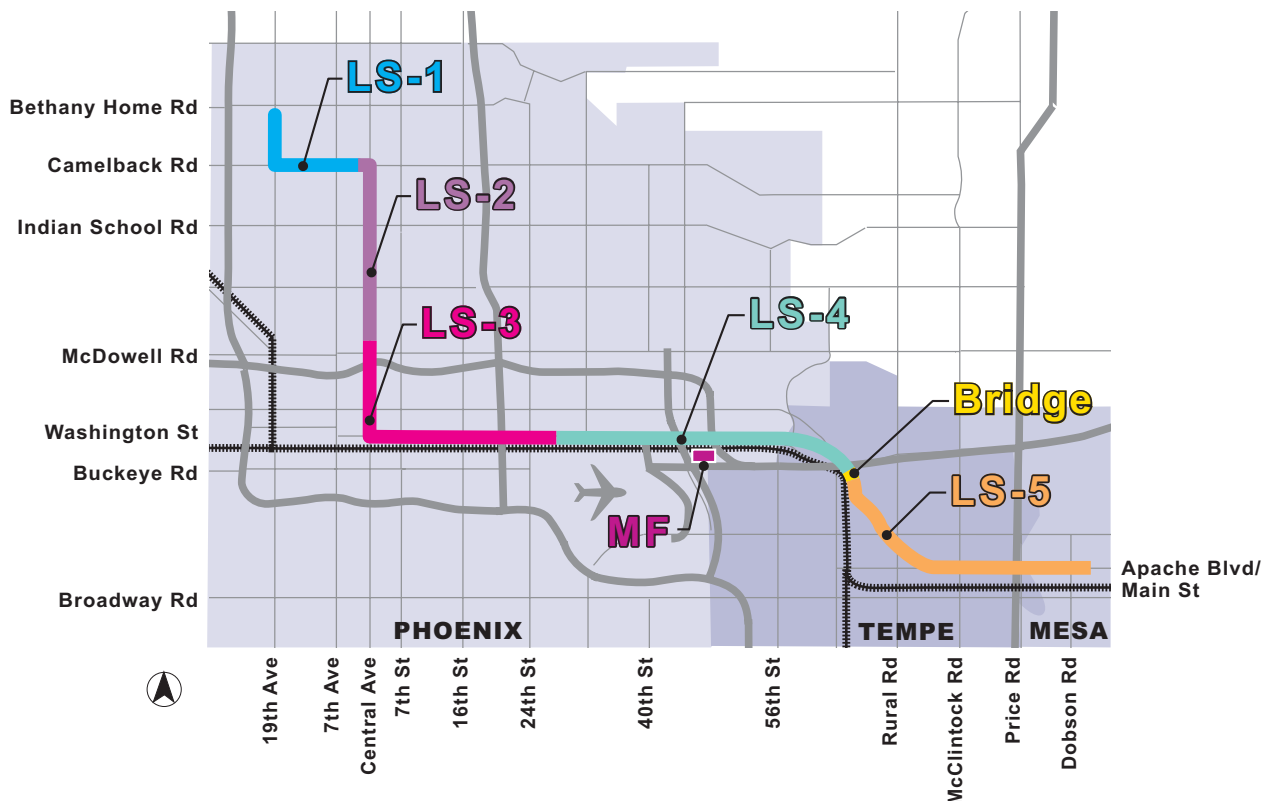 LS-1
Bethany Home Rd
Camelback Rd
LS-2
Indian School Rd
LS-3
LS-4
McDowell Rd
Bridge
Washington St
Buckeye Rd
LS-5
MF
Apache Blvd/
Main St
Broadway Rd
PHOENIX
TEMPE
MESA
19th Ave
7th Ave
Central Ave
7th St
16th St
24th St
40th St
56th St
Rural Rd
McClintock Rd
Price Rd
Dobson Rd